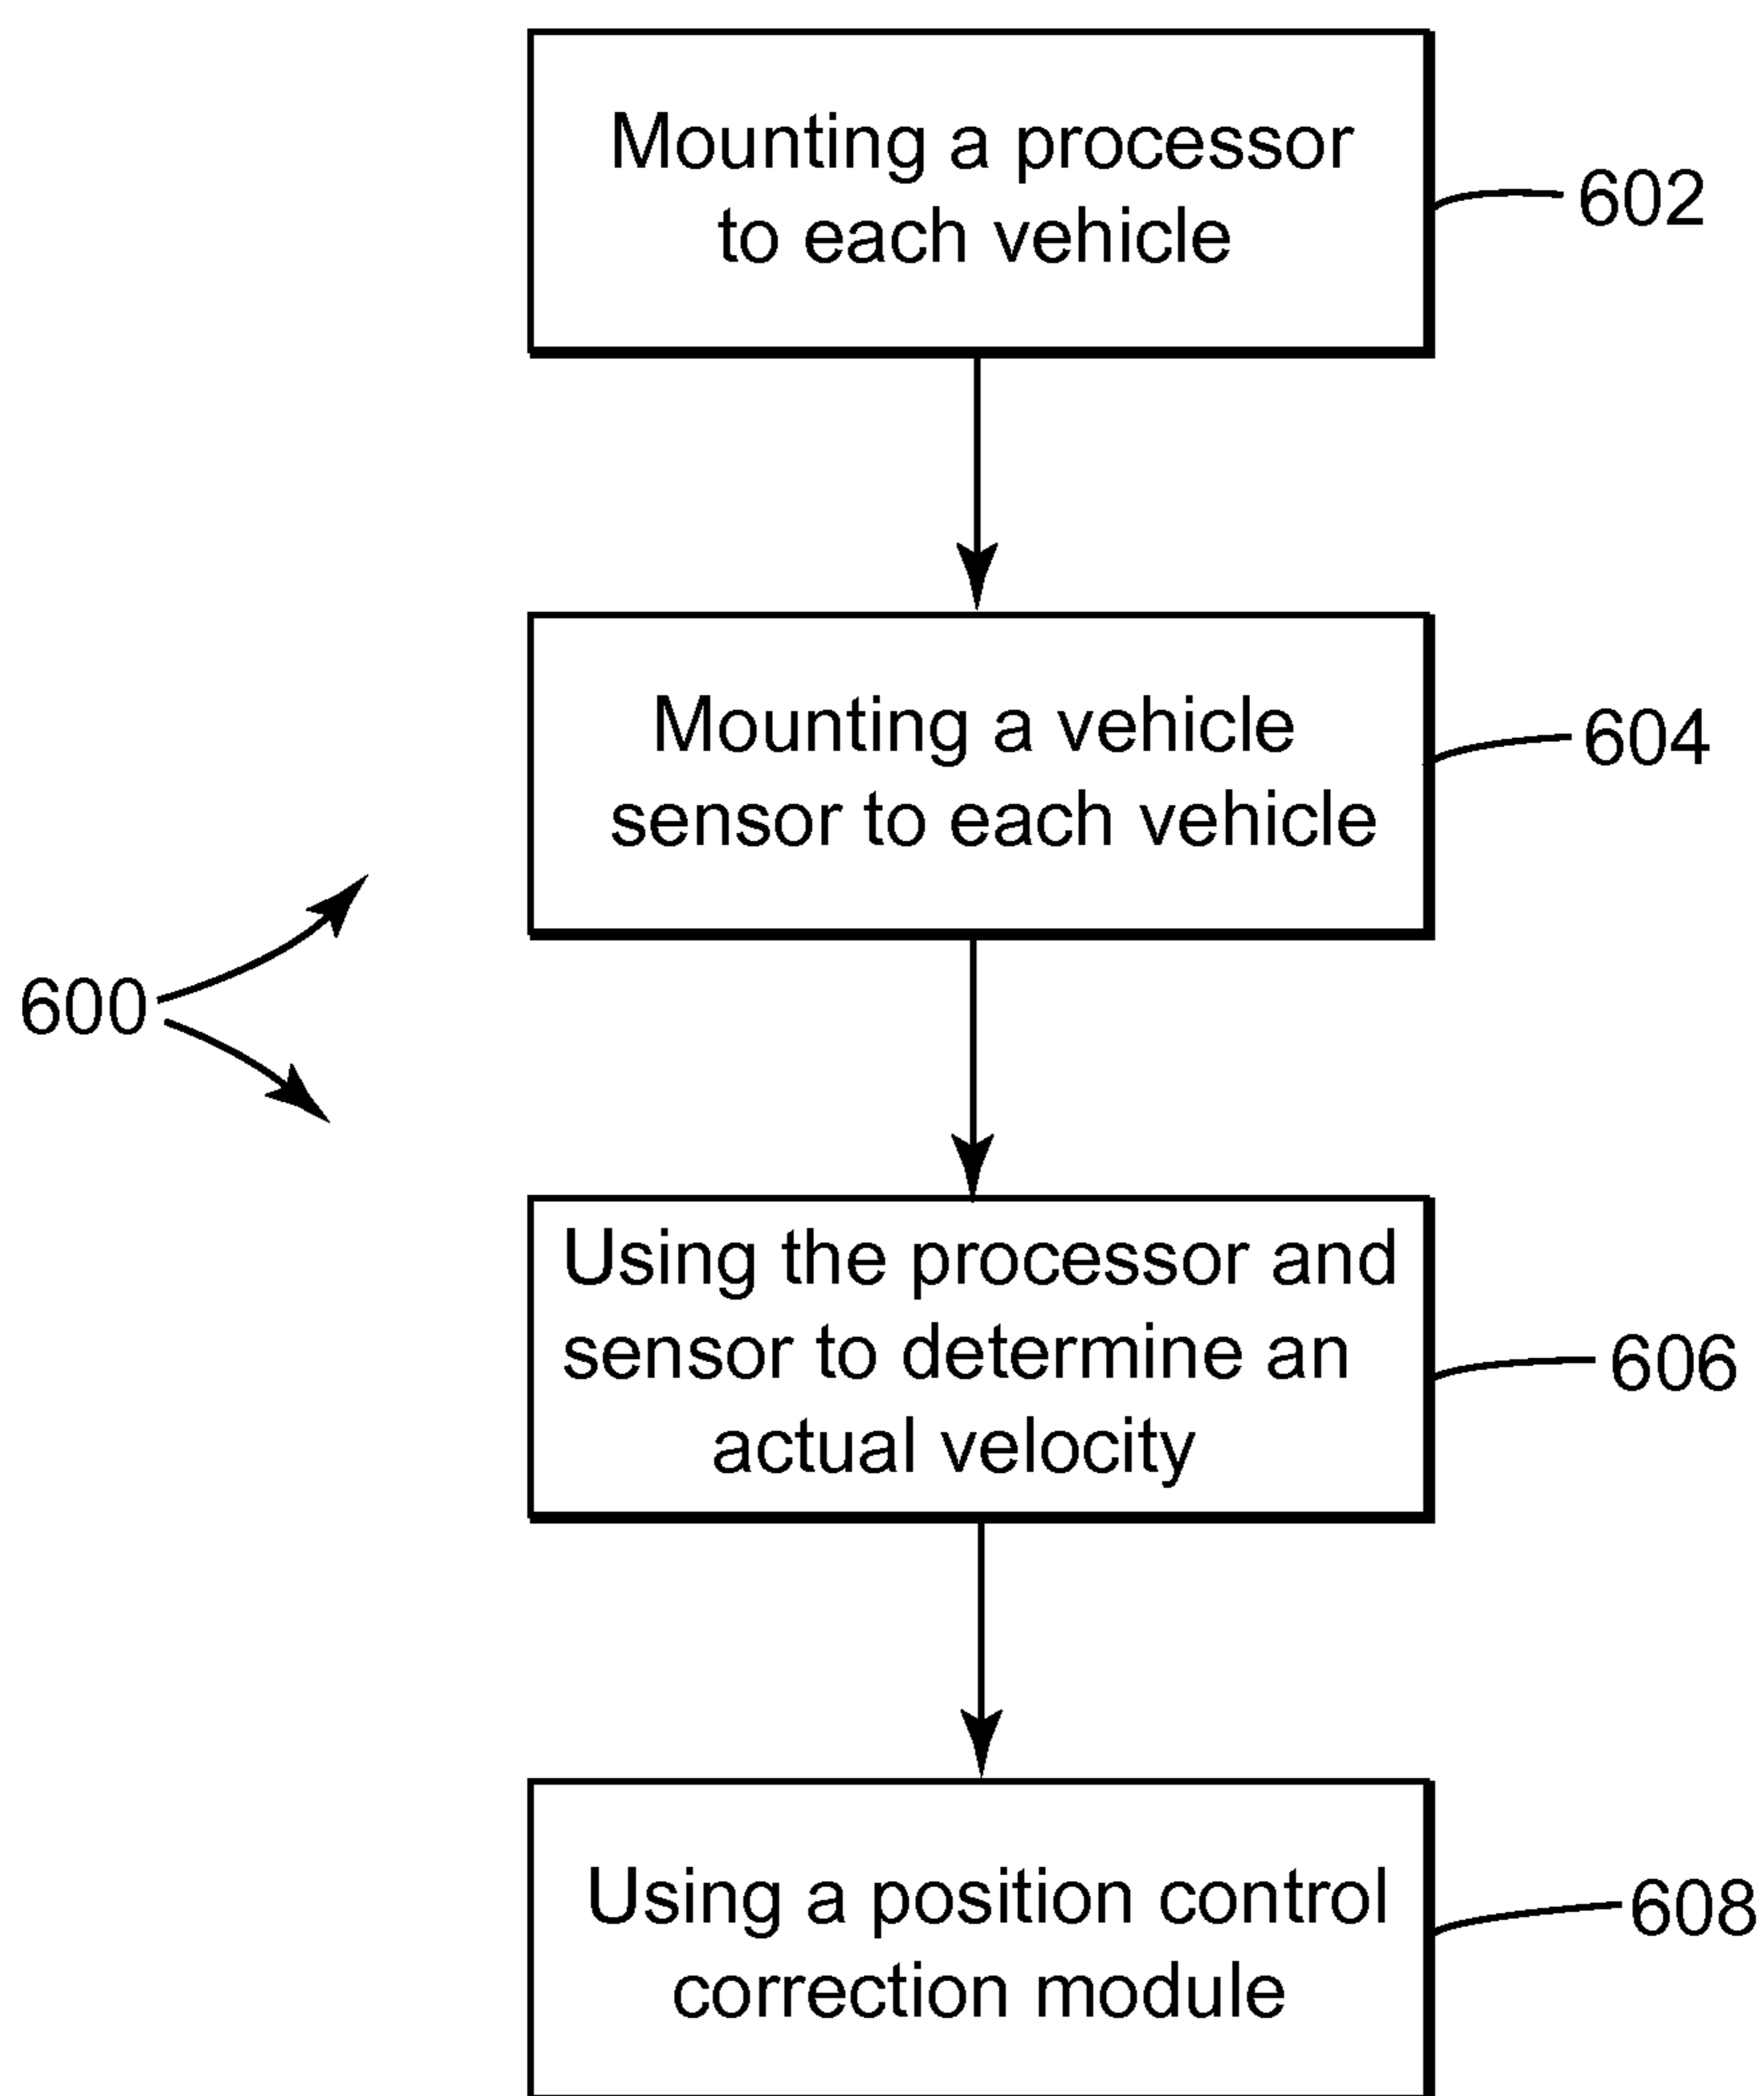 Mounting a processor
to each vehicle
602
Mounting a vehicle
sensor to each vehicle
604
600
Using the processor and
sensor to determine an
actual velocity
606
Using a position control
correction module
608